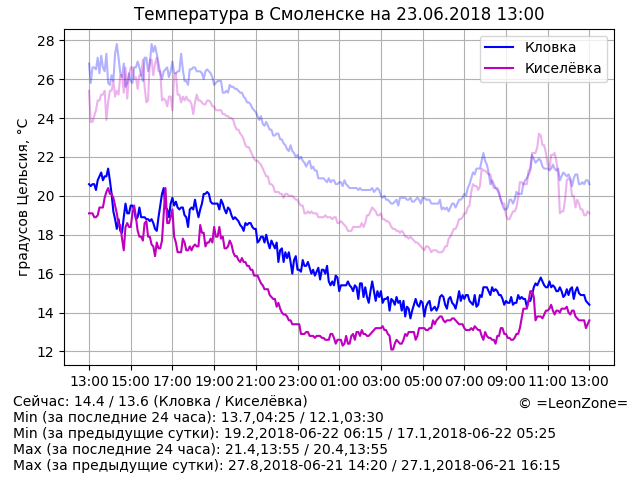 Температура в Смоленске на 23.06.2018 13:00
градусов Цельсия, °C
28
26
24
22
20
18
16
14
12
Кловка
Киселёвка
13:00 15:00 17:00 19:00 21:00 23:00 01:00 03:00 05:00 07:00 09:00 11:00 13:00
Сейчас: 14.4 / 13.6 (Кловка / Киселёвка)
© =LeonZone=
Min (за последние 24 часа): 13.7,04:25 / 12.1,03:30
Min (за предыдущие сутки): 19.2,2018-06-22 06:15 / 17.1,2018-06-22 05:25
Max (за последние 24 часа): 21.4,13:55 / 20.4,13:55
Max (за предыдущие сутки): 27.8,2018-06-21 14:20 / 27.1,2018-06-21 16:15